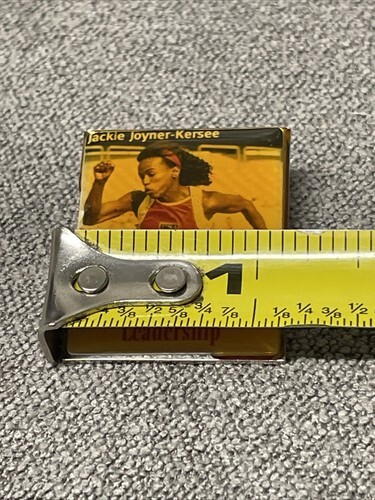 Jackie Joyner-Kersee
1
3/8 1/2 5/8 3/4 7/8 1/8 1/4 3/8 1/2
Leadership